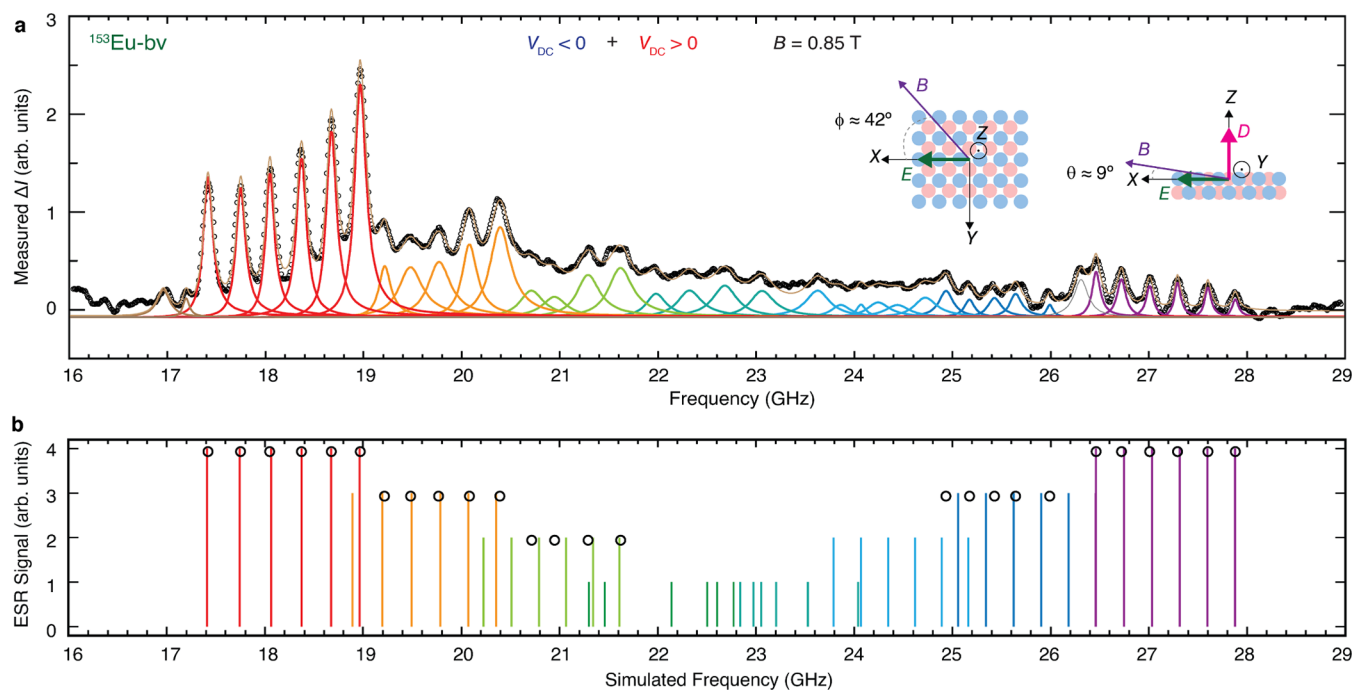 a
¹⁵³Eu-bv
V_DC < 0 + V_DC > 0
B = 0.85 T
Measured ΔI (arb. units)
3
2
1
0
B
ϕ ≈ 42º
Z
X
E
Y
Z
D
B
Y
θ ≈ 9º
X
E
16 17 18 19 20 21 22 23 24 25 26 27 28 29
Frequency (GHz)
b
ESR Signal (arb. units)
4
3
2
1
0
16 17 18 19 20 21 22 23 24 25 26 27 28 29
Simulated Frequency (GHz)